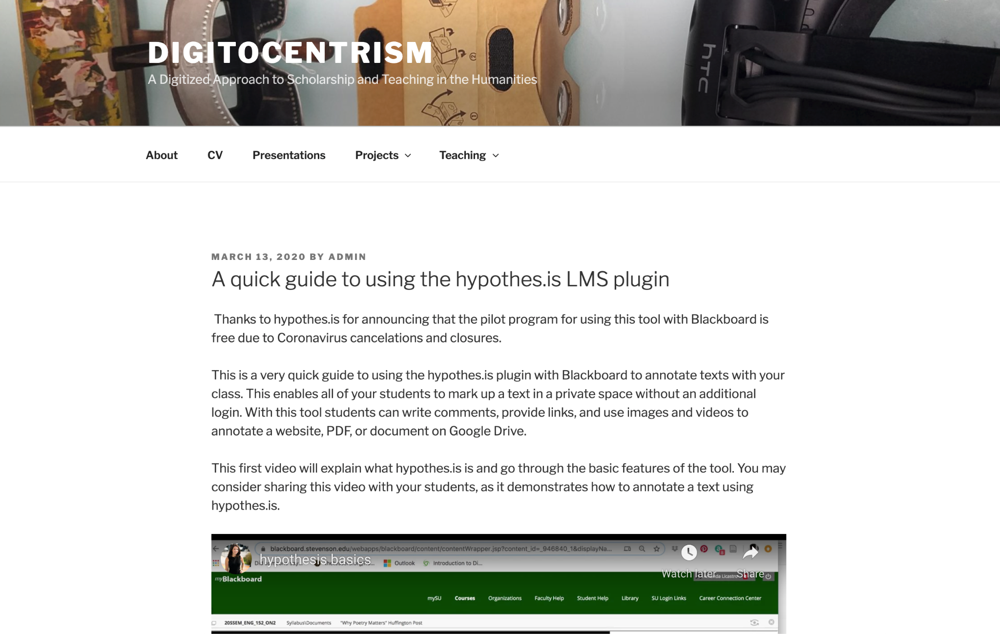 DIGITOCENTRISM
A Digitized Approach to Scholarship and Teaching in the Humanities
hTC
2
1
About CV Presentations Projects Teaching
MARCH 13, 2020 BY ADMIN
A quick guide to using the hypothes.is LMS plugin
Thanks to hypothes.is for announcing that the pilot program for using this tool with Blackboard is
free due to Coronavirus cancelations and closures.
This is a very quick guide to using the hypothes.is plugin with Blackboard to annotate texts with your
class. This enables all of your students to mark up a text in a private space without an additional
login. With this tool students can write comments, provide links, and use images and videos to
annotate a website, PDF, or document on Google Drive.
This first video will explain what hypothes.is is and go through the basic features of the tool. You may
consider sharing this video with your students, as it demonstrates how to annotate a text using
hypothes.is.
blackboard.stevenson.edu/webapps/blackboard/content/contentWrapper.jsp?content_id=_946840_1&displayNa...
hypothesis basics
Outlook Introduction to Di...
Watch later Share
myBlackboard
Licastro
mySU Courses Organizations Faculty Help Student Help Library SU Login Links Career Connection Center
20SSEM_ENG_152_ON2 Syllabus\Documents "Why Poetry Matters" Huffington Post